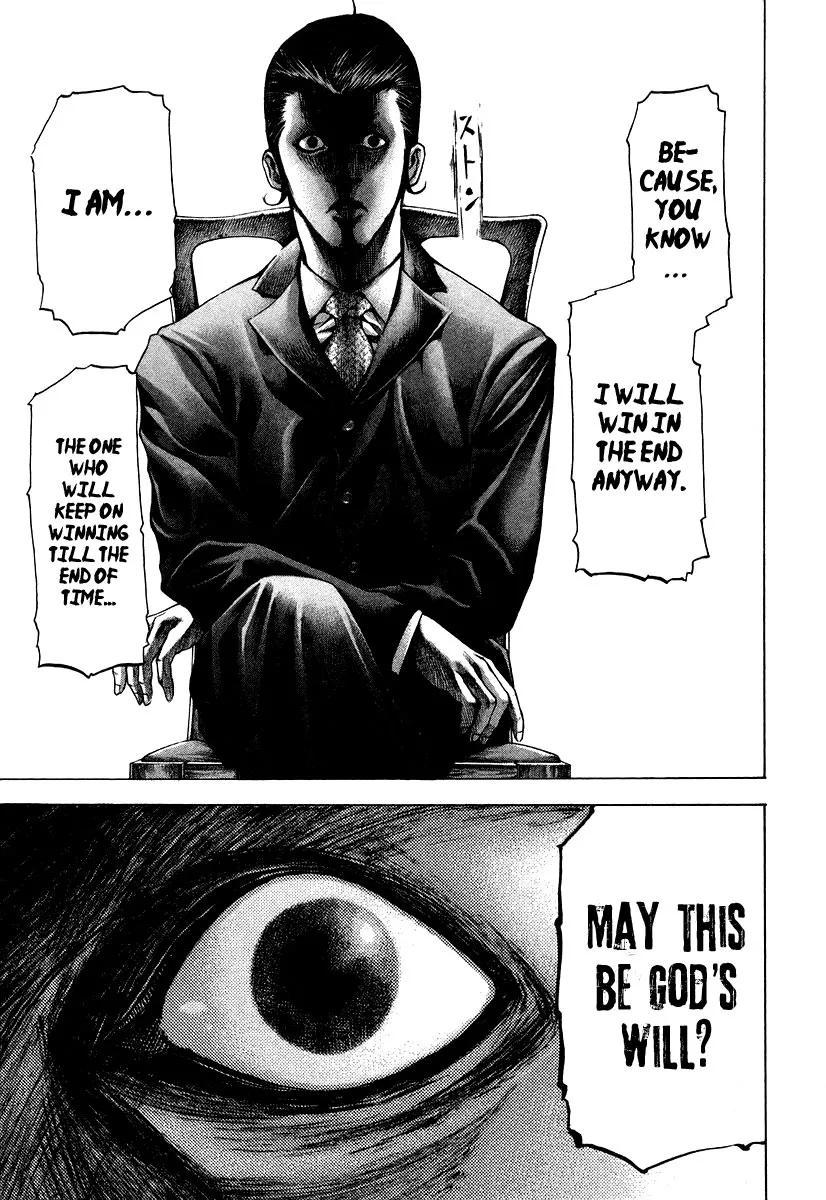 BE-
CAUSE,
YOU
KNOW
...
I WILL
WIN IN
THE END
ANYWAY.
ストン
I AM...
THE ONE
WHO
WILL
KEEP ON
WINNING
TILL THE
END OF
TIME...
MAY THIS
BE GOD'S
WILL?